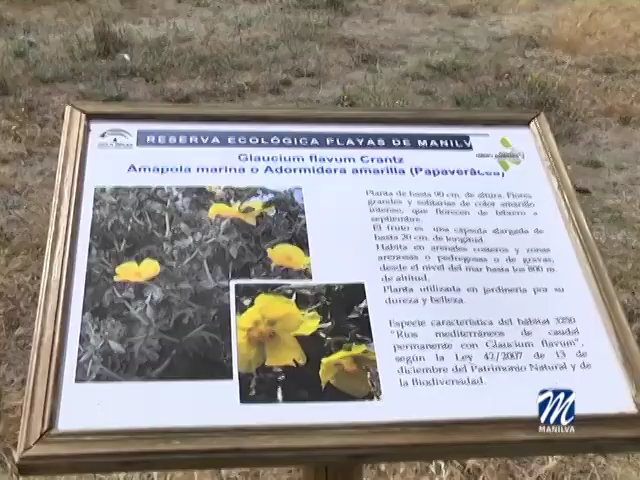 RESERVA ECOLÓGICA PLAYAS DE MANILV
Glaucium flavum Crantz
Amapola marina o Adormidera amarilla (Papaverácea)
Planta de hasta 90 cm. de altura. Flores
grandes y solitarias de color amarillo
intenso, que florecen de febrero a
septiembre.
El fruto es una cápsula alargada de
hasta 20 cm. de longitud.
Habita en arenales costeros y zonas
arenosas o pedregosas o de gravas,
desde el nivel del mar hasta los 800 m.
de altitud.
Planta utilizada en jardinería por su
dureza y belleza.
Especie característica del hábitat 3250
"Ríos mediterráneos de caudal
permanente con Glaucium flavum",
según la Ley 42/2007 de 13 de
diciembre del Patrimonio Natural y de
la Biodiversidad.
M
MANILVA